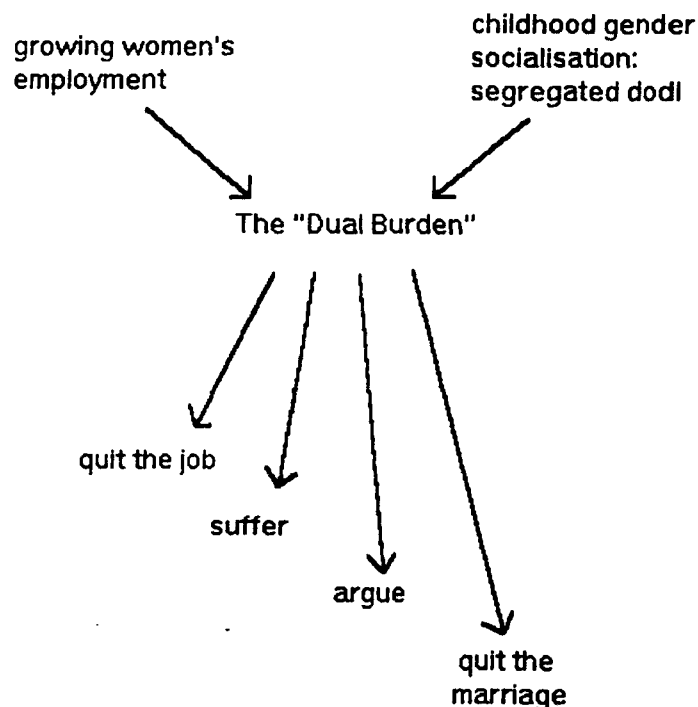 growing women's
employment
childhood gender
socialisation:
segregated dodl
The "Dual Burden"
quit the job
suffer
argue
quit the
marriage